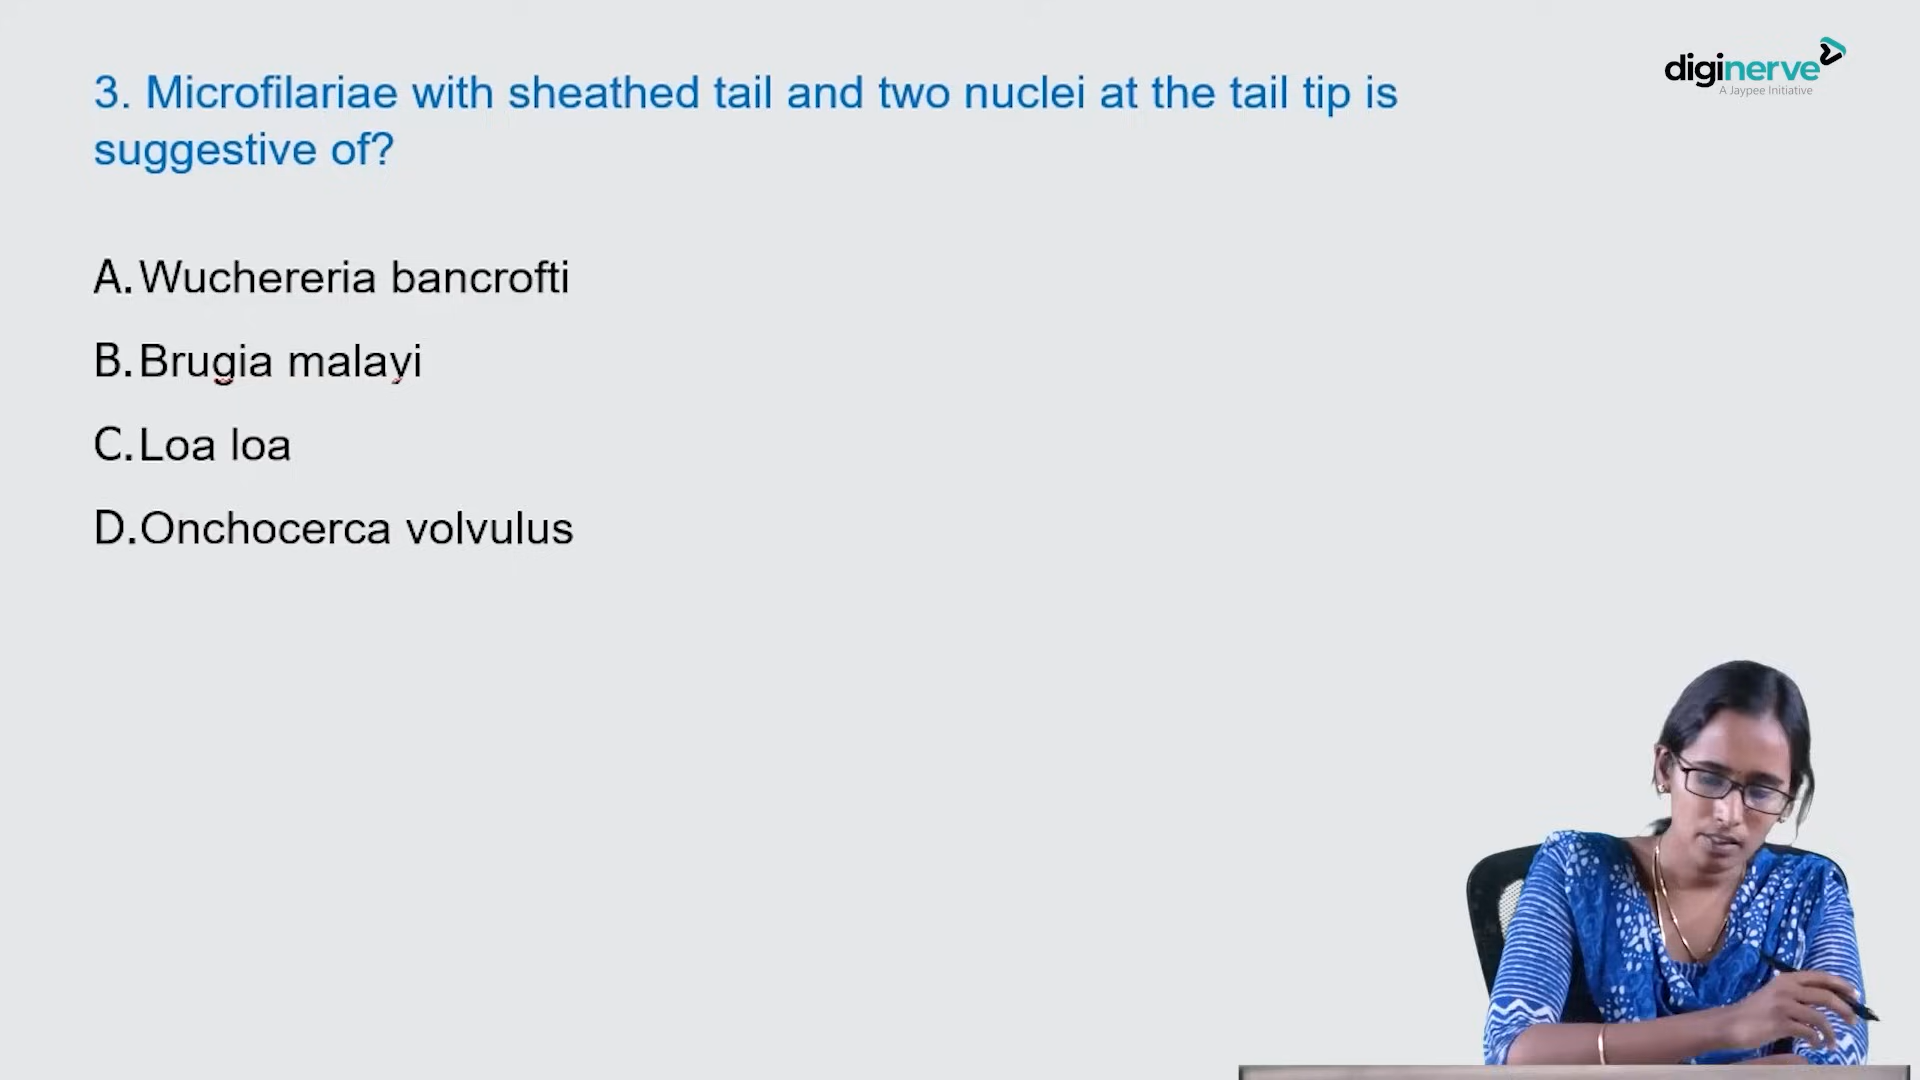 3. Microfilariae with sheathed tail and two nuclei at the tail tip is
suggestive of?
A. Wuchereria bancrofti
B. Brugia malayi
C. Loa loa
D. Onchocerca volvulus
diginerve
A Jaypee Initiative